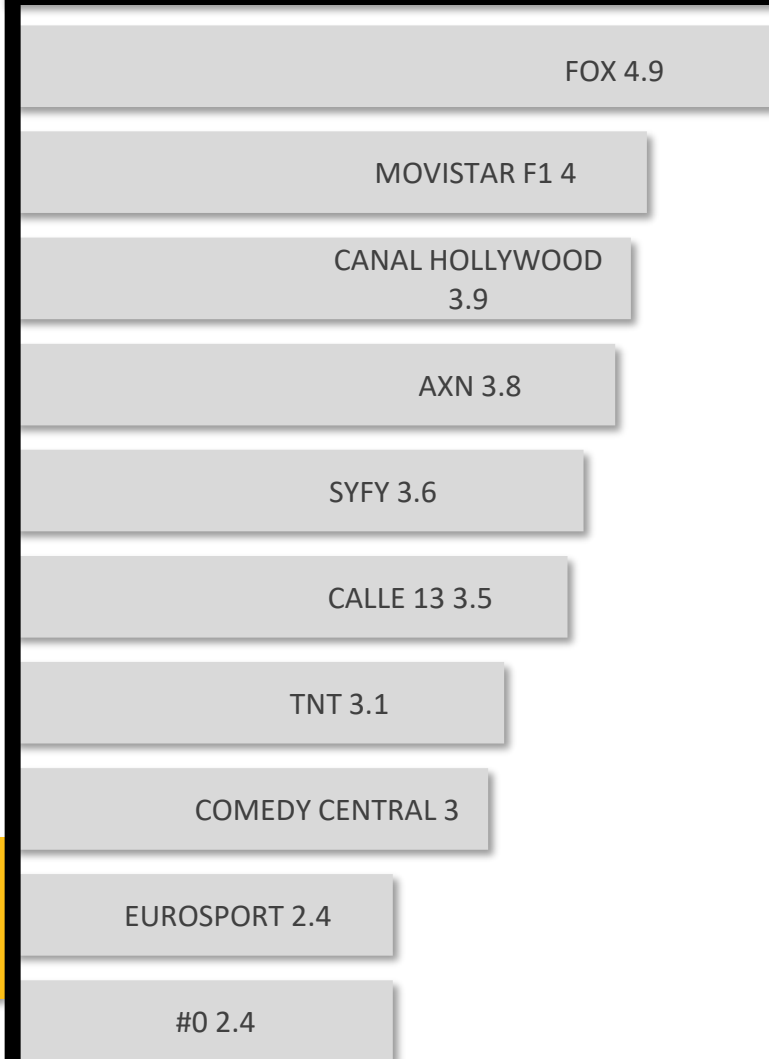 FOX 4.9
MOVISTAR F1 4
CANAL HOLLYWOOD
3.9
AXN 3.8
SYFY 3.6
CALLE 13 3.5
TNT 3.1
COMEDY CENTRAL 3
EUROSPORT 2.4
#0 2.4